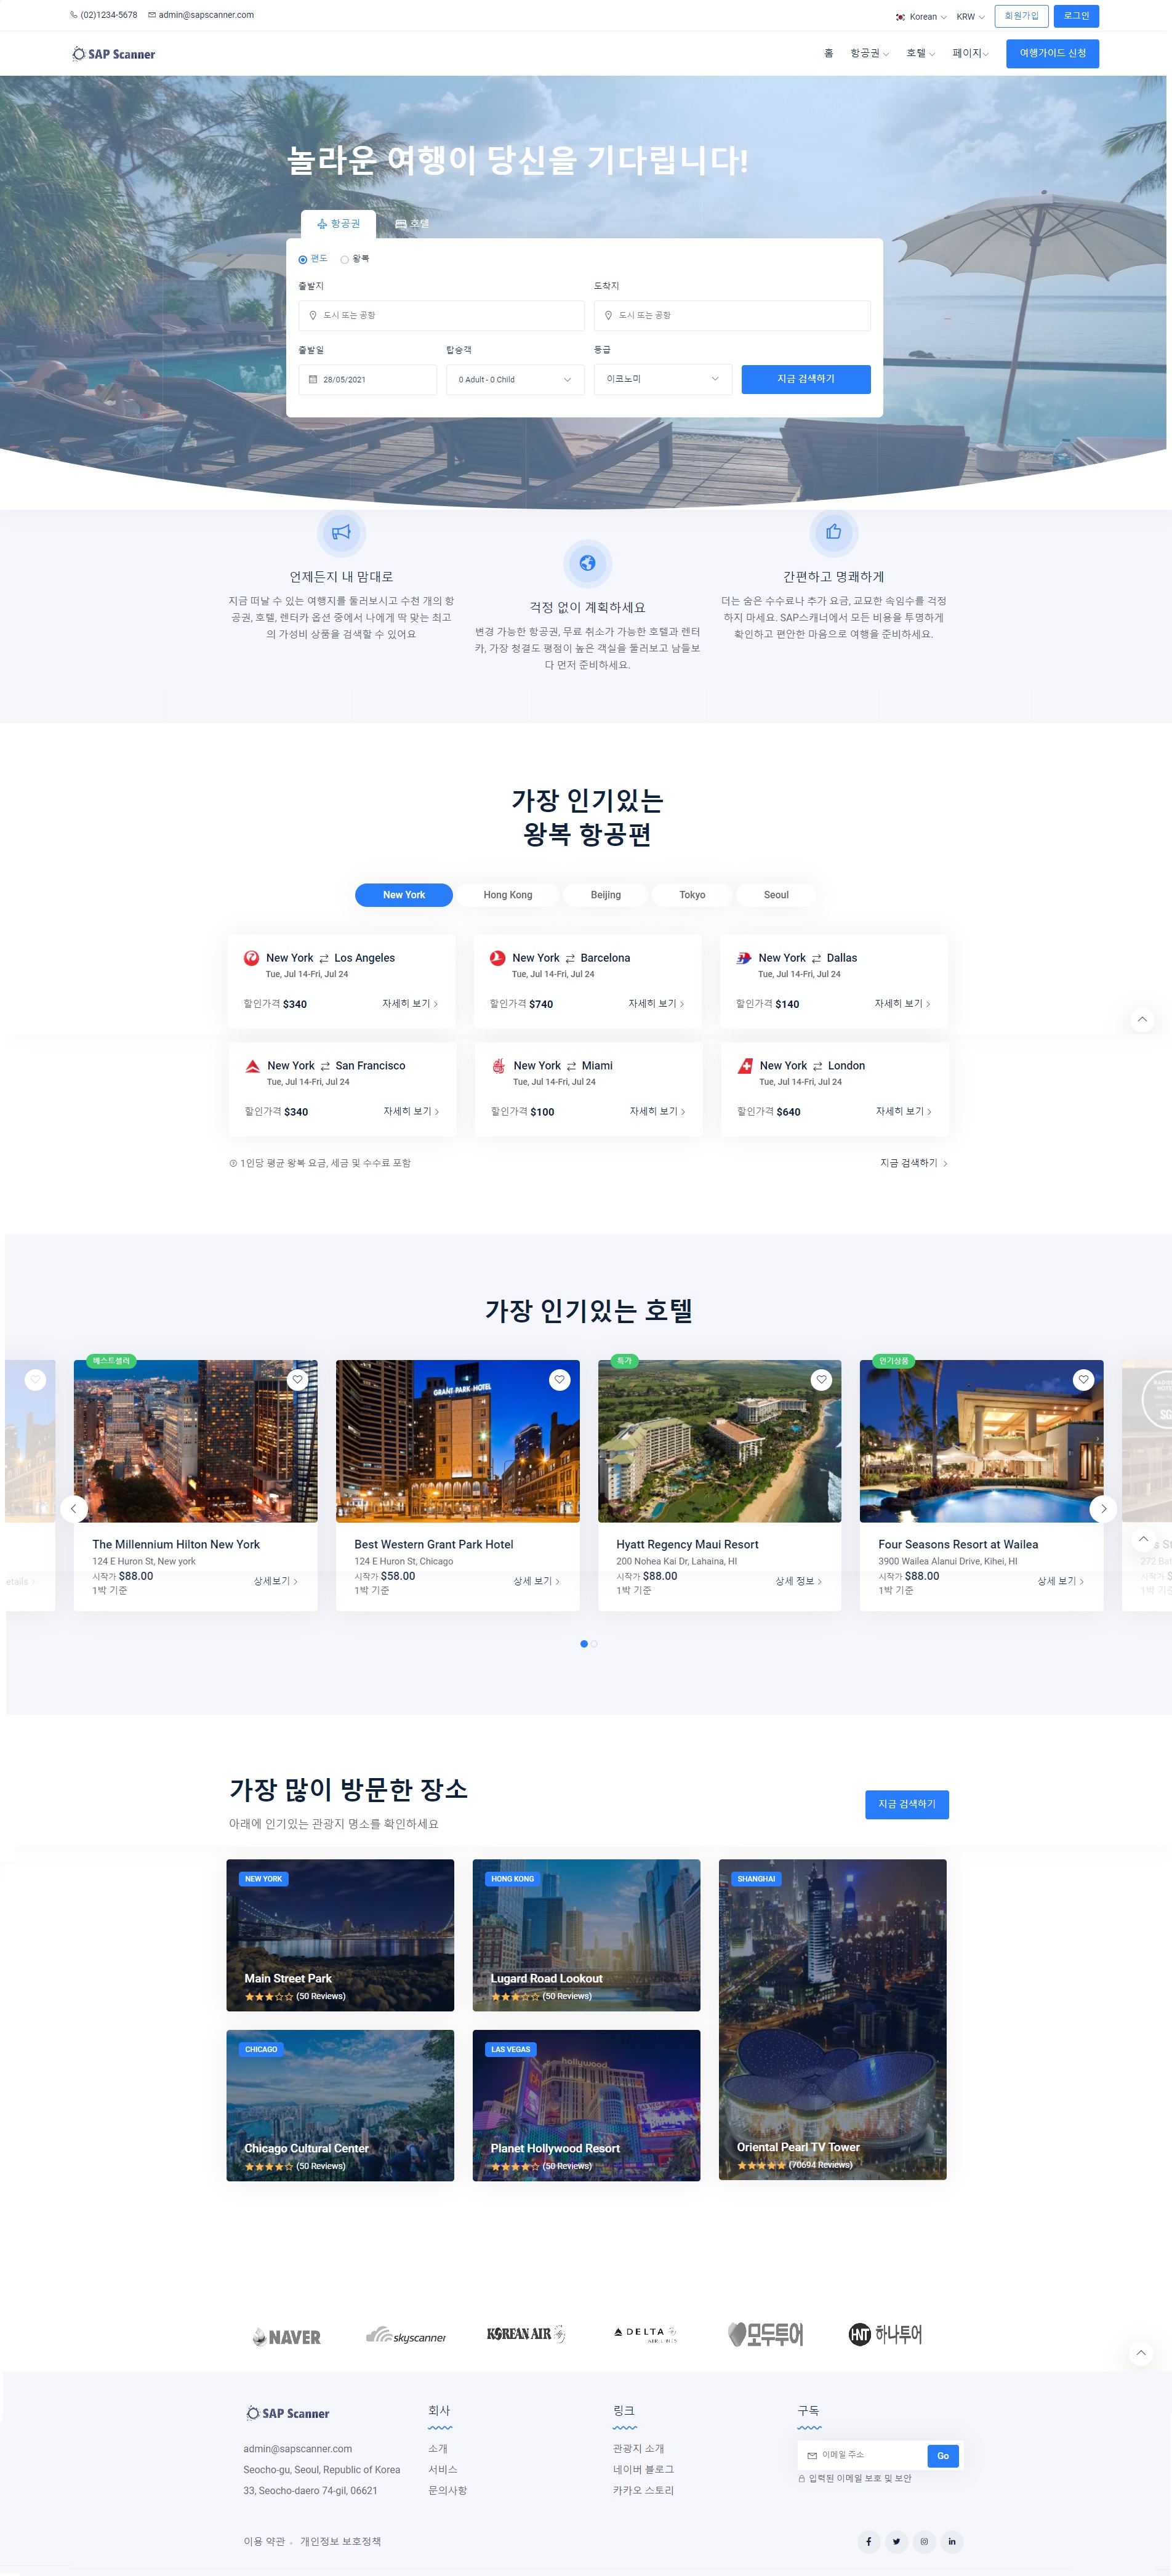 (02)1234-5678 admin@sapscanner.com Korean KRW 회원가입 로그인
SAP Scanner 홈 항공권 호텔 페이지 여행가이드 신청
놀라운 여행이 당신을 기다립니다!
항공권 호텔
편도 왕복
출발지 도착지
도시 또는 공항 도시 또는 공항
출발일 탑승객 등급
28/05/2021 0 Adult - 0 Child 이코노미 지금 검색하기
언제든지 내 맘대로
지금 떠날 수 있는 여행지를 둘러보시고 수천 개의 항
공권, 호텔, 렌터카 옵션 중에서 나에게 딱 맞는 최고
의 가성비 상품을 검색할 수 있어요
걱정 없이 계획하세요
변경 가능한 항공권, 무료 취소가 가능한 호텔과 렌터
카, 가장 청결도 평점이 높은 객실을 둘러보고 남들보
다 먼저 준비하세요.
간편하고 명쾌하게
더는 숨은 수수료나 추가 요금, 교묘한 속임수를 걱정
하지 마세요. SAP스캐너에서 모든 비용을 투명하게
확인하고 편안한 마음으로 여행을 준비하세요.
가장 인기있는
왕복 항공편
New York Hong Kong Beijing Tokyo Seoul
New York ⇄ Los Angeles
Tue, Jul 14-Fri, Jul 24
할인가격 $340 자세히 보기
New York ⇄ Barcelona
Tue, Jul 14-Fri, Jul 24
할인가격 $740 자세히 보기
New York ⇄ Dallas
Tue, Jul 14-Fri, Jul 24
할인가격 $140 자세히 보기
New York ⇄ San Francisco
Tue, Jul 14-Fri, Jul 24
할인가격 $340 자세히 보기
New York ⇄ Miami
Tue, Jul 14-Fri, Jul 24
할인가격 $100 자세히 보기
New York ⇄ London
Tue, Jul 14-Fri, Jul 24
할인가격 $640 자세히 보기
1인당 평균 왕복 요금, 세금 및 수수료 포함 지금 검색하기
가장 인기있는 호텔
베스트셀러
The Millennium Hilton New York
124 E Huron St, New york
시작가 $88.00
1박 기준
상세보기
GRANT PARK HOTEL
Best Western Grant Park Hotel
124 E Huron St, Chicago
시작가 $58.00
1박 기준
상세 보기
특가
Hyatt Regency Maui Resort
200 Nohea Kai Dr, Lahaina, HI
시작가 $88.00
1박 기준
상세 정보
인기상품
Four Seasons Resort at Wailea
3900 Wailea Alanui Drive, Kihei, HI
시작가 $88.00
1박 기준
상세 보기
가장 많이 방문한 장소
아래에 인기있는 관광지 명소를 확인하세요
지금 검색하기
NEW YORK
Main Street Park
(50 Reviews)
HONG KONG
Lugard Road Lookout
(50 Reviews)
SHANGHAI
Oriental Pearl TV Tower
(70694 Reviews)
CHICAGO
Chicago Cultural Center
(50 Reviews)
LAS VEGAS
hollywood
Planet Hollywood Resort
(50 Reviews)
NAVER skyscanner KOREAN AIR DELTA AIR LINES 모두투어 HNT 하나투어
SAP Scanner
admin@sapscanner.com
Seocho-gu, Seoul, Republic of Korea
33, Seocho-daero 74-gil, 06621
회사
소개
서비스
문의사항
링크
관광지 소개
네이버 블로그
카카오 스토리
구독
이메일 주소 Go
입력된 이메일 보호 및 보안
이용 약관 . 개인정보 보호정책